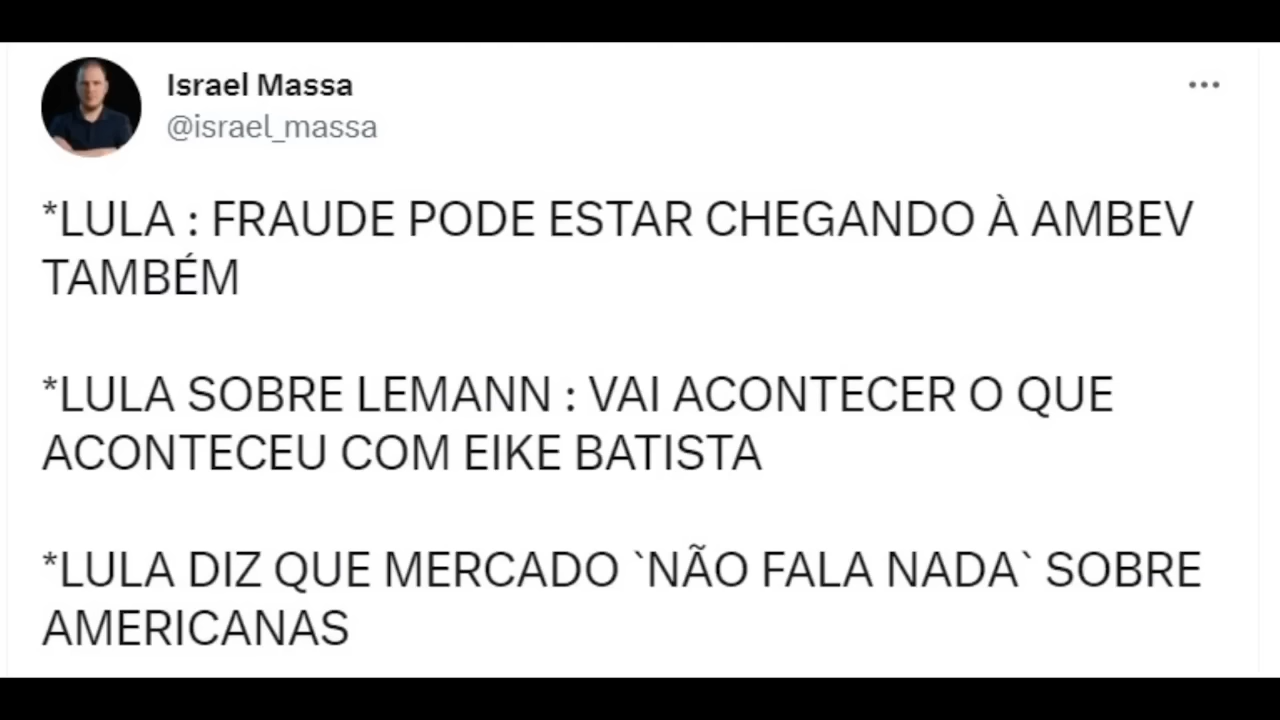 Israel Massa
@israel_massa
*LULA : FRAUDE PODE ESTAR CHEGANDO À AMBEV
TAMBÉM
*LULA SOBRE LEMANN : VAI ACONTECER O QUE
ACONTECEU COM EIKE BATISTA
*LULA DIZ QUE MERCADO `NÃO FALA NADA` SOBRE
AMERICANAS